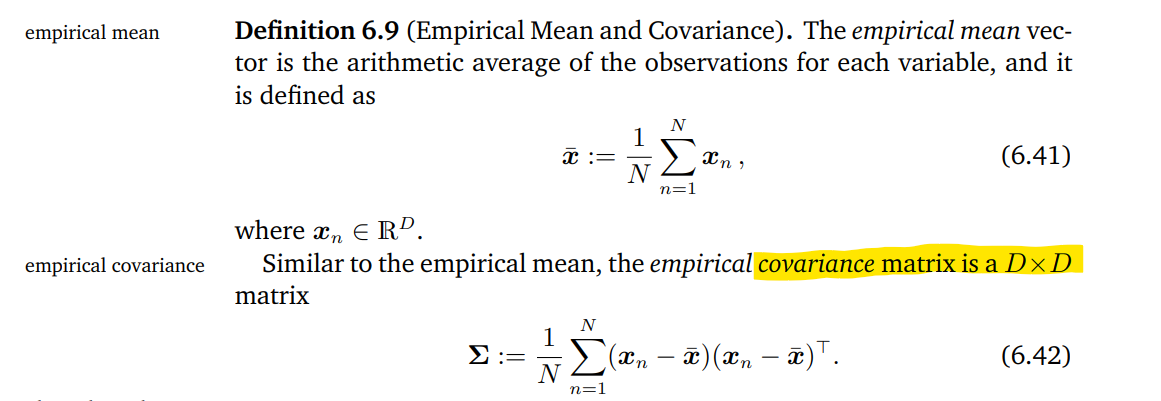 empirical mean
Definition 6.9 (Empirical Mean and Covariance). The empirical mean vec-
tor is the arithmetic average of the observations for each variable, and it
is defined as
x̄ := 1/N ∑_{n=1}^{N} x_n , (6.41)
where x_n ∈ ℝ^D.
empirical covariance
Similar to the empirical mean, the empirical covariance matrix is a D×D
matrix
Σ := 1/N ∑_{n=1}^{N} (x_n − x̄)(x_n − x̄)^⊤. (6.42)